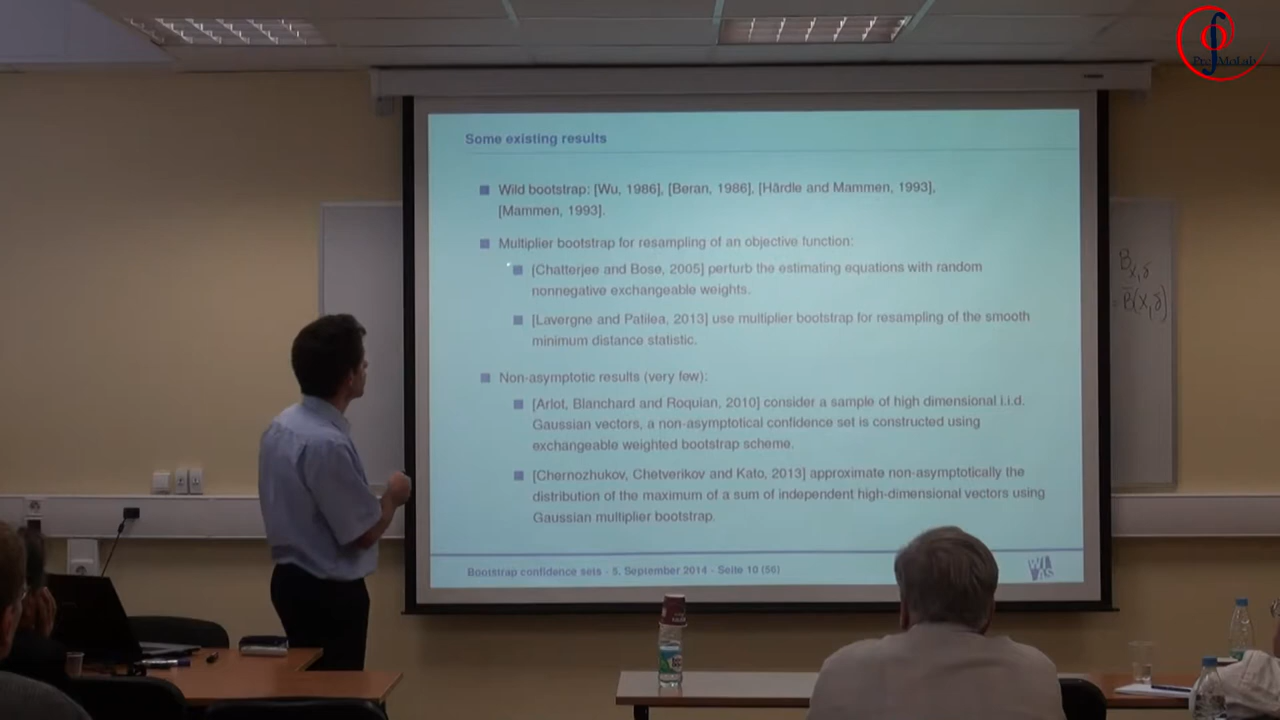 PreMoLab
Some existing results
Wild bootstrap: [Wu, 1986], [Beran, 1986], [Härdle and Mammen, 1993],
[Mammen, 1993].
Multiplier bootstrap for resampling of an objective function:
[Chatterjee and Bose, 2005] perturb the estimating equations with random
nonnegative exchangeable weights.
[Lavergne and Patilea, 2013] use multiplier bootstrap for resampling of the smooth
minimum distance statistic.
Non-asymptotic results (very few):
[Arlot, Blanchard and Roquian, 2010] consider a sample of high dimensional i.i.d.
Gaussian vectors, a non-asymptotical confidence set is constructed using
exchangeable weighted bootstrap scheme.
[Chernozhukov, Chetverikov and Kato, 2013] approximate non-asymptotically the
distribution of the maximum of a sum of independent high-dimensional vectors using
Gaussian multiplier bootstrap.
Bootstrap confidence sets - 5. September 2014 - Seite 10 (56)
WIAS